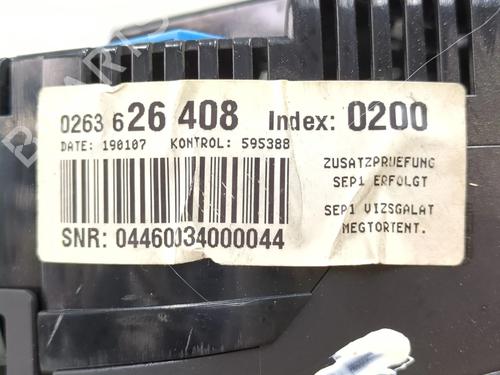 0263 626 408 Index: 0200
DATE: 190107 KONTROL: 595388
ZUSATZPRUEFUNG
SEP1 ERFOLGT
SEP1 VIZSGALAT
MEGTORTENT.
SNR: 04460034000044